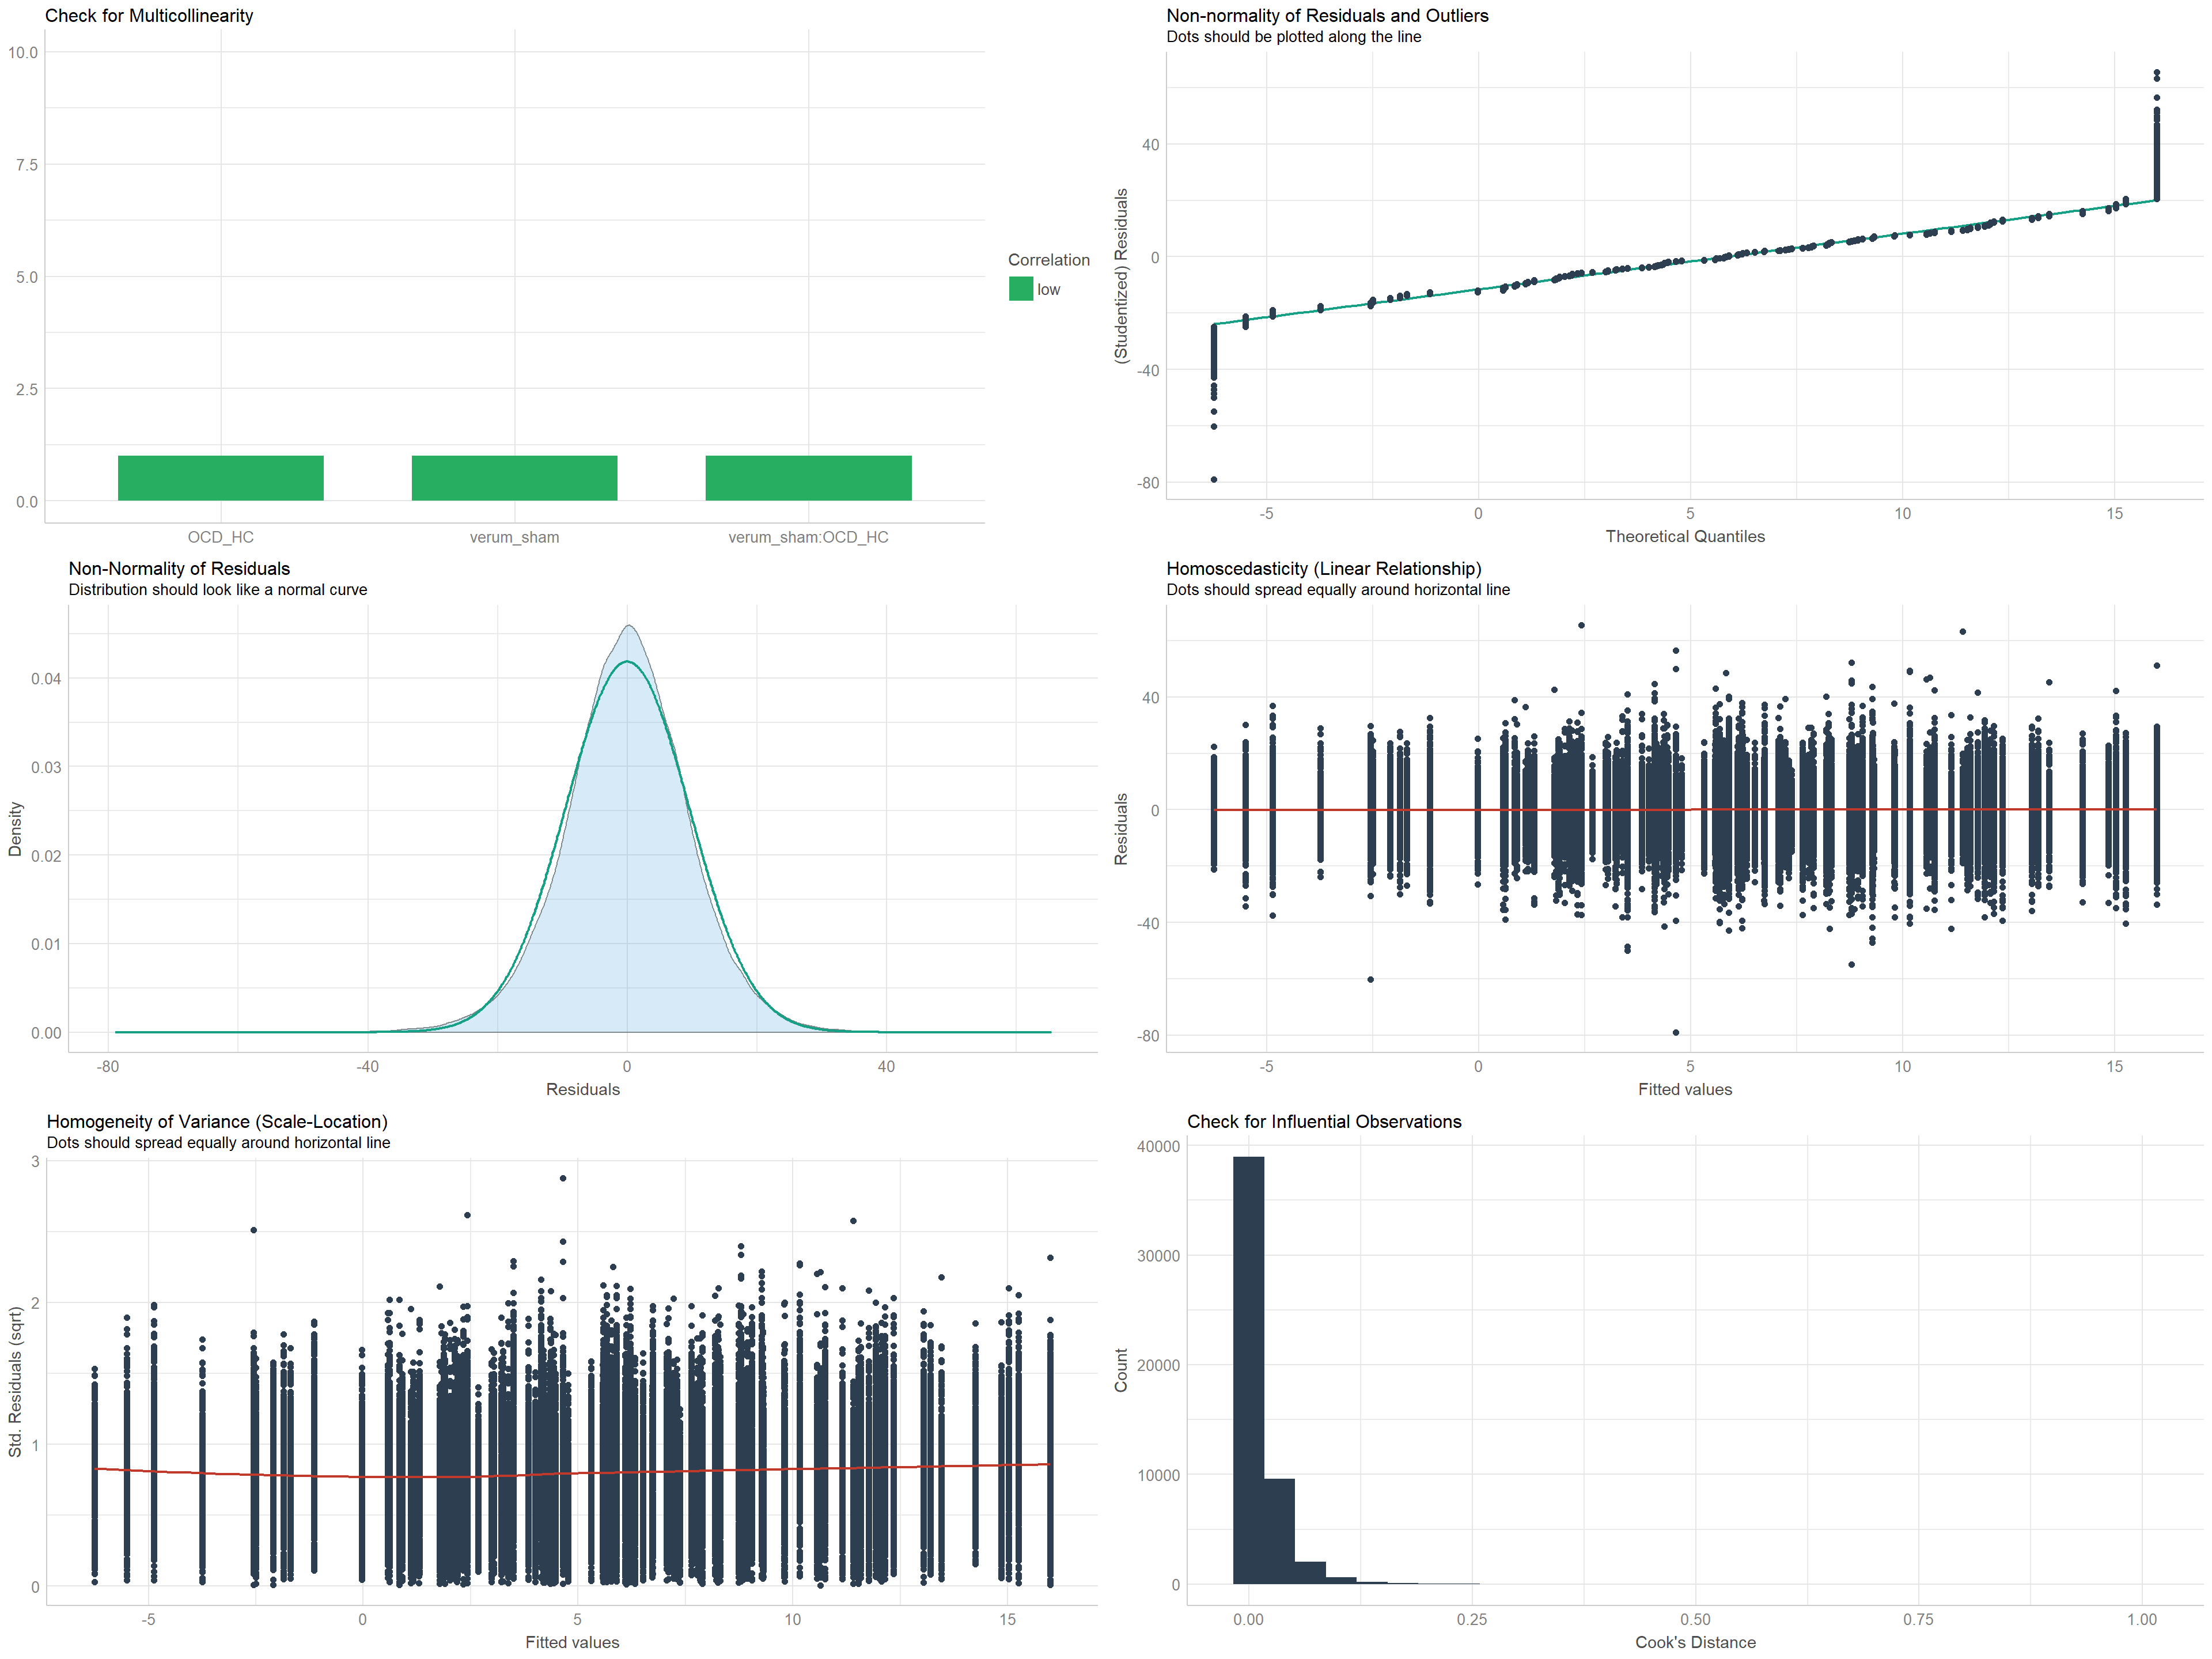 Check for Multicollinearity
10.0
7.5
5.0
2.5
0.0
OCD_HC
verum_sham
verum_sham:OCD_HC
Correlation
low
Non-normality of Residuals and Outliers
Dots should be plotted along the line
(Studentized) Residuals
40
0
-40
-80
-5
0
5
10
15
Theoretical Quantiles
Non-Normality of Residuals
Distribution should look like a normal curve
Density
0.04
0.03
0.02
0.01
0.00
-80
-40
0
40
Residuals
Homoscedasticity (Linear Relationship)
Dots should spread equally around horizontal line
Residuals
40
0
-40
-80
-5
0
5
10
15
Fitted values
Homogeneity of Variance (Scale-Location)
Dots should spread equally around horizontal line
Std. Residuals (sqrt)
3
2
1
0
-5
0
5
10
15
Fitted values
Check for Influential Observations
Count
40000
30000
20000
10000
0
0.00
0.25
0.50
0.75
1.00
Cook's Distance